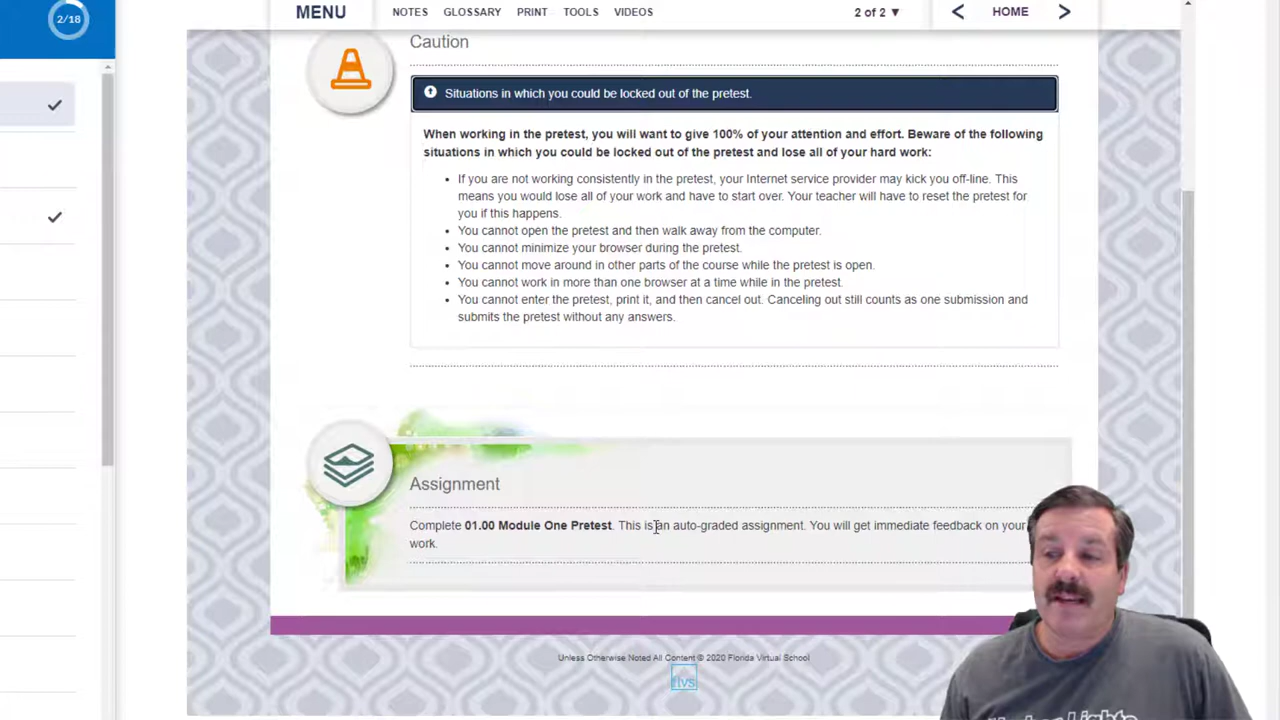 2/18
MENU NOTES GLOSSARY PRINT TOOLS VIDEOS 2 of 2 ▼ < HOME >
Caution
Situations in which you could be locked out of the pretest.
When working in the pretest, you will want to give 100% of your attention and effort. Beware of the following
situations in which you could be locked out of the pretest and lose all of your hard work:
• If you are not working consistently in the pretest, your Internet service provider may kick you off-line. This
means you would lose all of your work and have to start over. Your teacher will have to reset the pretest for
you if this happens.
• You cannot open the pretest and then walk away from the computer.
• You cannot minimize your browser during the pretest.
• You cannot move around in other parts of the course while the pretest is open.
• You cannot work in more than one browser at a time while in the pretest.
• You cannot enter the pretest, print it, and then cancel out. Canceling out still counts as one submission and
submits the pretest without any answers.
Assignment
Complete 01.00 Module One Pretest. This is an auto-graded assignment. You will get immediate feedback on your
work.
Unless Otherwise Noted All Content © 2020 Florida Virtual School
flvs